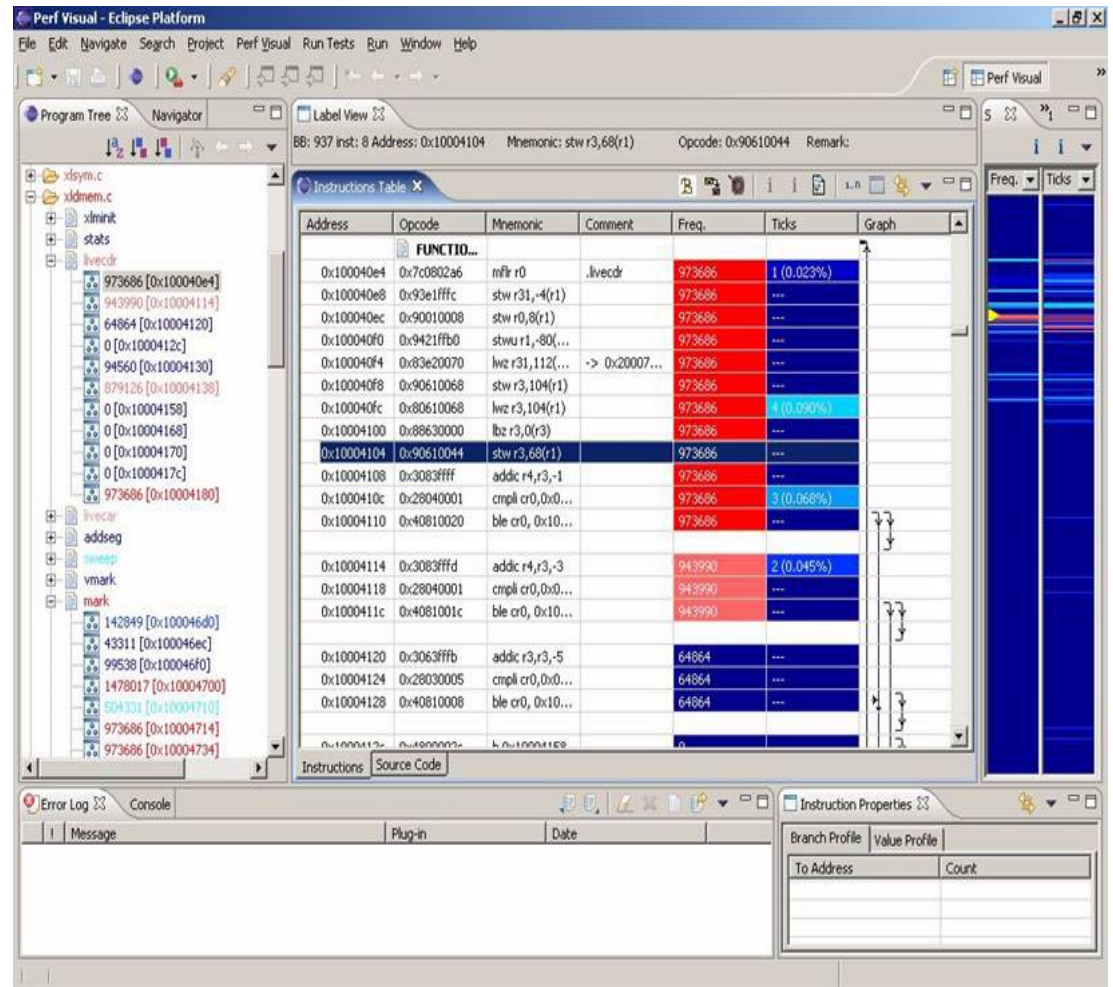 Perf Visual - Eclipse Platform
File Edit Navigate Search Project Perf Visual Run Tests Run Window Help
Perf Visual
Program Tree Navigator
xlsym.c
xldmem.c
xlminit
stats
livecdr
973686 [0x100040e4]
943990 [0x10004114]
64864 [0x10004120]
0 [0x1000412c]
94560 [0x10004130]
879126 [0x10004138]
0 [0x10004158]
0 [0x10004168]
0 [0x10004170]
0 [0x1000417c]
973686 [0x10004180]
livecar
addseg
sweep
vmark
mark
142849 [0x100046d0]
43311 [0x100046ec]
99538 [0x100046f0]
1478017 [0x10004700]
504331 [0x10004710]
973686 [0x10004714]
973686 [0x10004734]
Label View
BB: 937 inst: 8 Address: 0x10004104 Mnemonic: stw r3,68(r1) Opcode: 0x90610044 Remark:
Instructions Table
Address Opcode Mnemonic Comment Freq. Ticks Graph
FUNCTIO...
0x100040e4 0x7c0802a6 mflr r0 .livecdr 973686 1 (0.023%)
0x100040e8 0x93e1fffc stw r31,-4(r1) 973686 ---
0x100040ec 0x90010008 stw r0,8(r1) 973686 ---
0x100040f0 0x9421ffb0 stwu r1,-80(... 973686 ---
0x100040f4 0x83e20070 lwz r31,112(... -> 0x20007... 973686 ---
0x100040f8 0x90610068 stw r3,104(r1) 973686 ---
0x100040fc 0x80610068 lwz r3,104(r1) 973686 4 (0.090%)
0x10004100 0x88630000 lbz r3,0(r3) 973686 ---
0x10004104 0x90610044 stw r3,68(r1) 973686 ---
0x10004108 0x3083ffff addic r4,r3,-1 973686 ---
0x1000410c 0x28040001 cmpli cr0,0x0... 973686 3 (0.068%)
0x10004110 0x40810020 ble cr0, 0x10... 973686 ---
0x10004114 0x3083fffd addic r4,r3,-3 943990 2 (0.045%)
0x10004118 0x28040001 cmpli cr0,0x0... 943990 ---
0x1000411c 0x4081001c ble cr0, 0x10... 943990 ---
0x10004120 0x3063fffb addic r3,r3,-5 64864 ---
0x10004124 0x28030005 cmpli cr0,0x0... 64864 ---
0x10004128 0x40810008 ble cr0, 0x10... 64864 ---
Instructions Source Code
S
Freq. Ticks
Error Log Console
! Message Plug-in Date
Instruction Properties
Branch Profile Value Profile
To Address Count